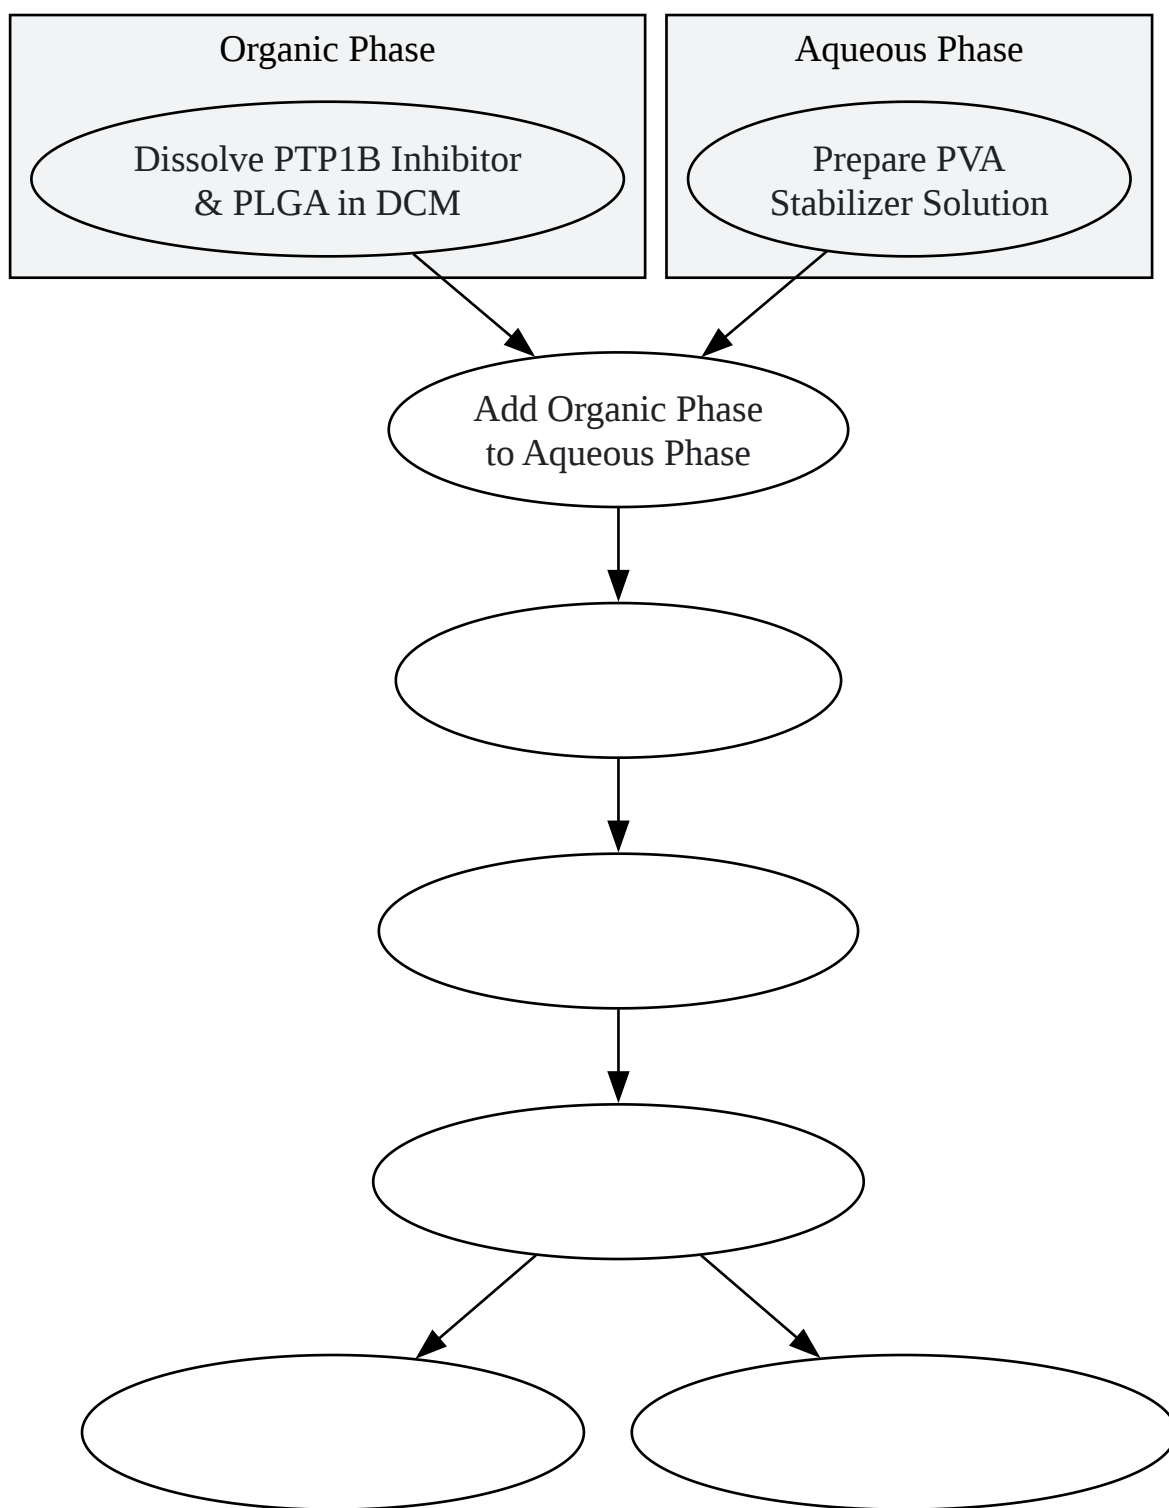 Organic Phase
Dissolve PTP1B Inhibitor
& PLGA in DCM
Aqueous Phase
Prepare PVA
Stabilizer Solution
Add Organic Phase
to Aqueous Phase